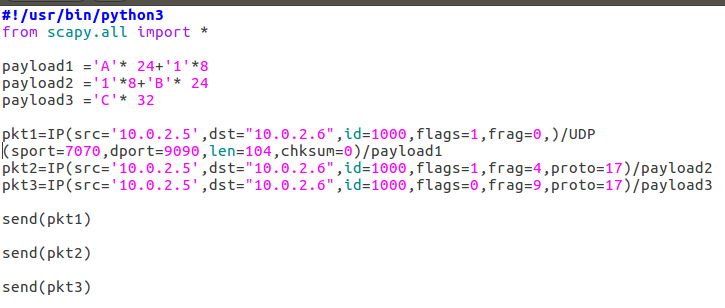 #!/usr/bin/python3
from scapy.all import *
payload1 ='A'* 24+'1'*8
payload2 ='1'*8+'B'* 24
payload3 ='C'* 32
pkt1=IP(src='10.0.2.5',dst="10.0.2.6",id=1000,flags=1,frag=0,)/UDP
(sport=7070,dport=9090,len=104,chksum=0)/payload1
pkt2=IP(src='10.0.2.5',dst="10.0.2.6",id=1000,flags=1,frag=4,proto=17)/payload2
pkt3=IP(src='10.0.2.5',dst="10.0.2.6",id=1000,flags=0,frag=9,proto=17)/payload3
send(pkt1)
send(pkt2)
send(pkt3)